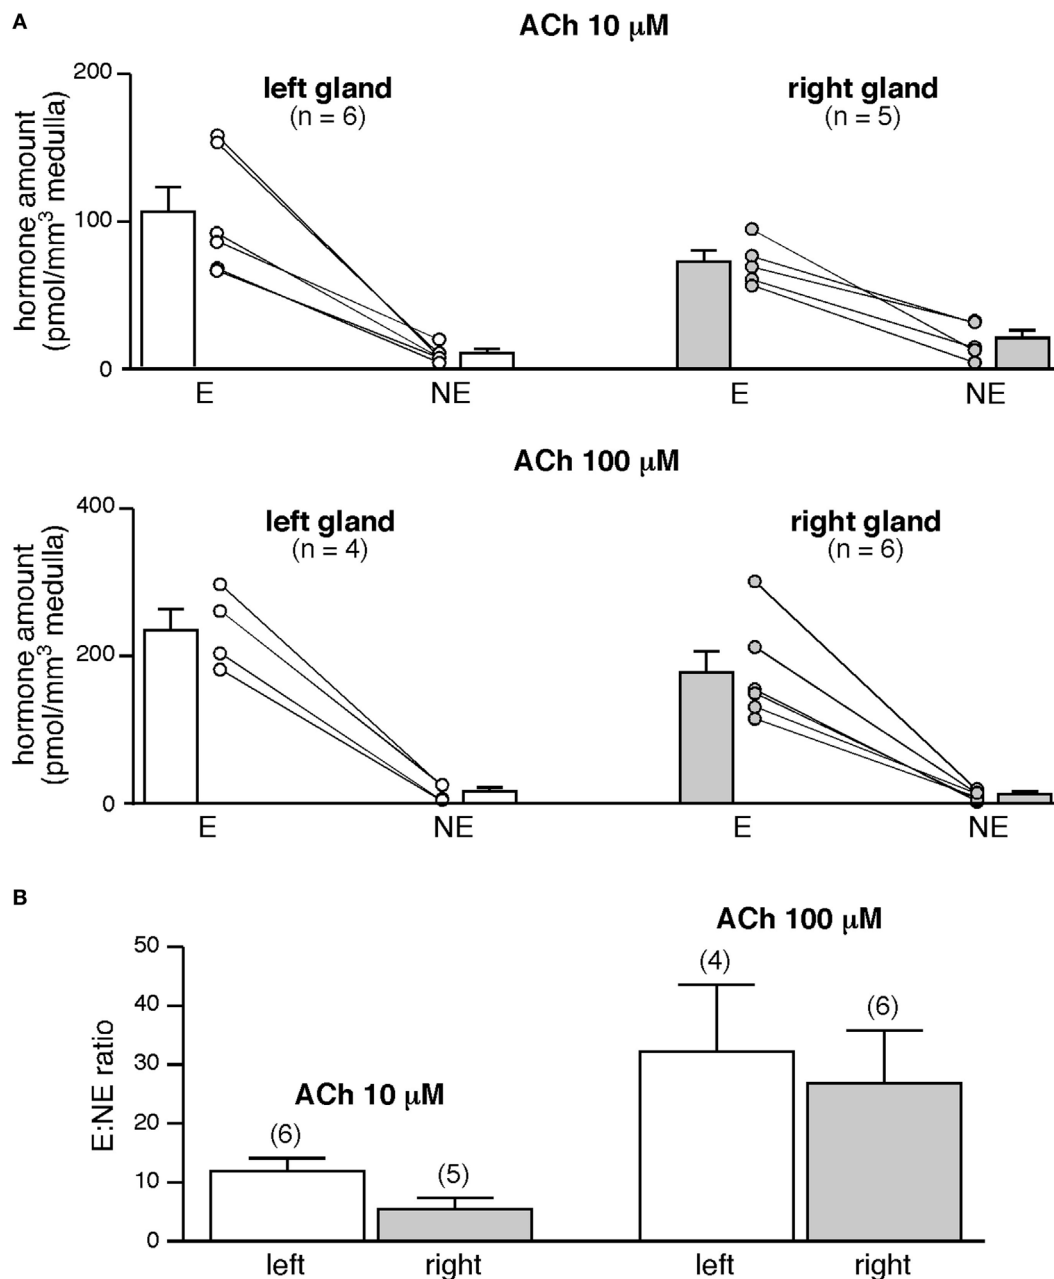 A
ACh 10 μM
hormone amount
(pmol/mm³ medulla)
200
100
0
left gland
(n = 6)
right gland
(n = 5)
E
NE
E
NE
ACh 100 μM
hormone amount
(pmol/mm³ medulla)
400
200
0
left gland
(n = 4)
right gland
(n = 6)
E
NE
E
NE
B
E:NE ratio
50
40
30
20
10
0
ACh 10 μM
(6)
(5)
ACh 100 μM
(4)
(6)
left
right
left
right